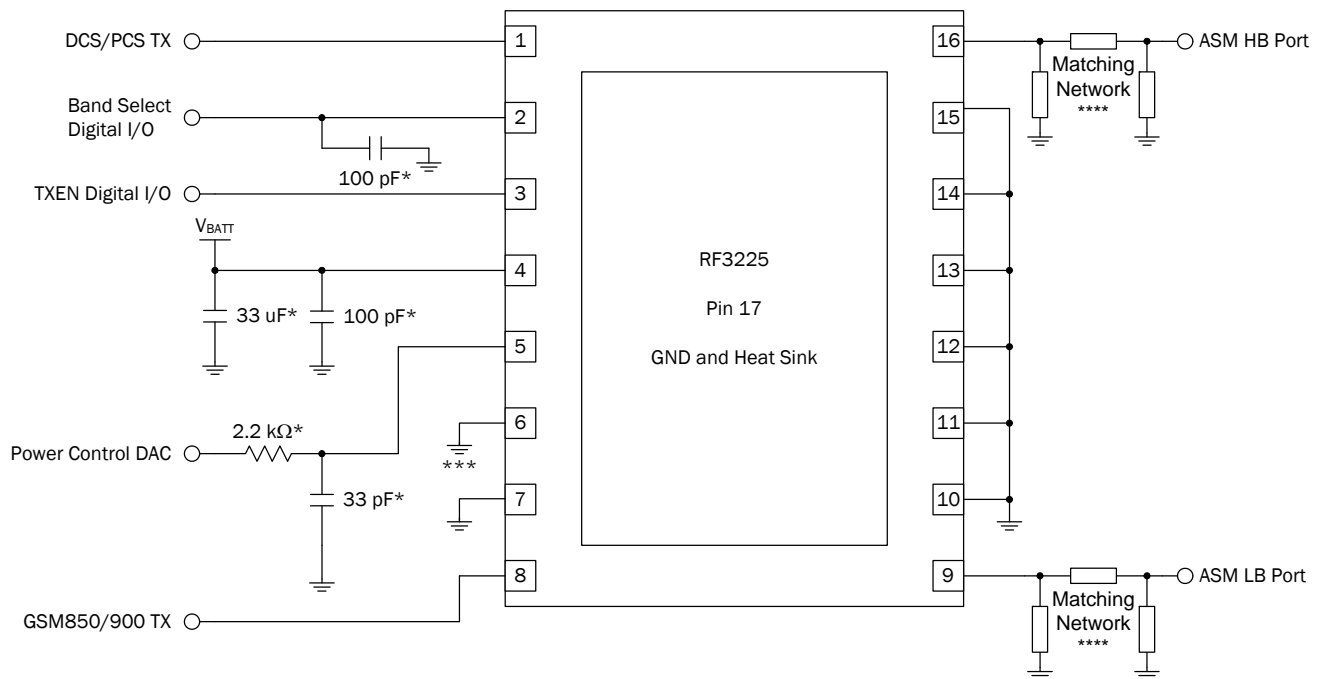 DCS/PCS TX
1
16
ASM HB Port
Matching
Network
****
Band Select
Digital I/O
2
15
100 pF*
TXEN Digital I/O
3
14
VBATT
4
13
33 uF*
100 pF*
RF3225
Pin 17
GND and Heat Sink
5
12
Power Control DAC
2.2 kΩ*
6
***
11
33 pF*
7
10
GSM850/900 TX
8
9
ASM LB Port
Matching
Network
****